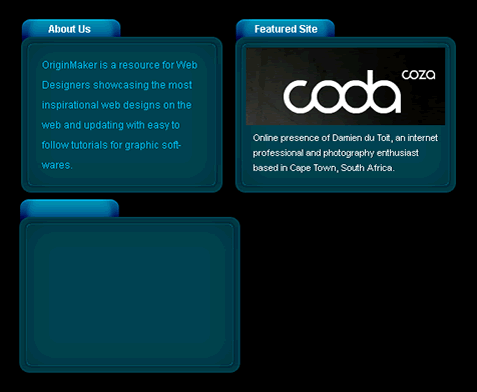 About Us
OriginMaker is a resource for Web
Designers showcasing the most
inspirational web designs on the
web and updating with easy to
follow tutorials for graphic soft-
wares.
Featured Site
coda coza
Online presence of Damien du Toit, an internet
professional and photography enthusiast
based in Cape Town, South Africa.